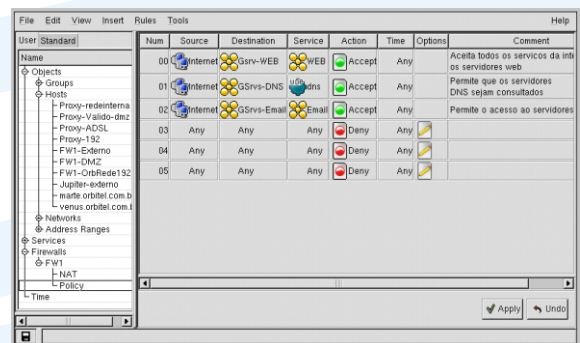 File Edit View Insert Rules Tools Help
User Standard
Name
Objects
Groups
Hosts
Proxy-redeinterna
Proxy-Valido-dmz
Proxy-ADSL
Proxy-192
FW1-Externo
FW1-DMZ
FW1-OrbRede192
Jupiter-externo
marte.orbitel.com.b
venus.orbitel.com.b
Networks
Address Ranges
Services
Firewalls
FW1
NAT
Policy
Time
Num Source Destination Service Action Time Options Comment
00 Internet Gsrv-WEB WEB Accept Any Aceita todos os servicos da inte
os servidores web
01 Internet GSrvs-DNS dns Accept Any Permite que os servidores
DNS sejam consultados
02 Internet GSrvs-Email Email Accept Any Permite o acesso ao servidores
03 Any Any Any Deny Any
04 Any Any Any Deny Any
05 Any Any Any Deny Any
Apply Undo